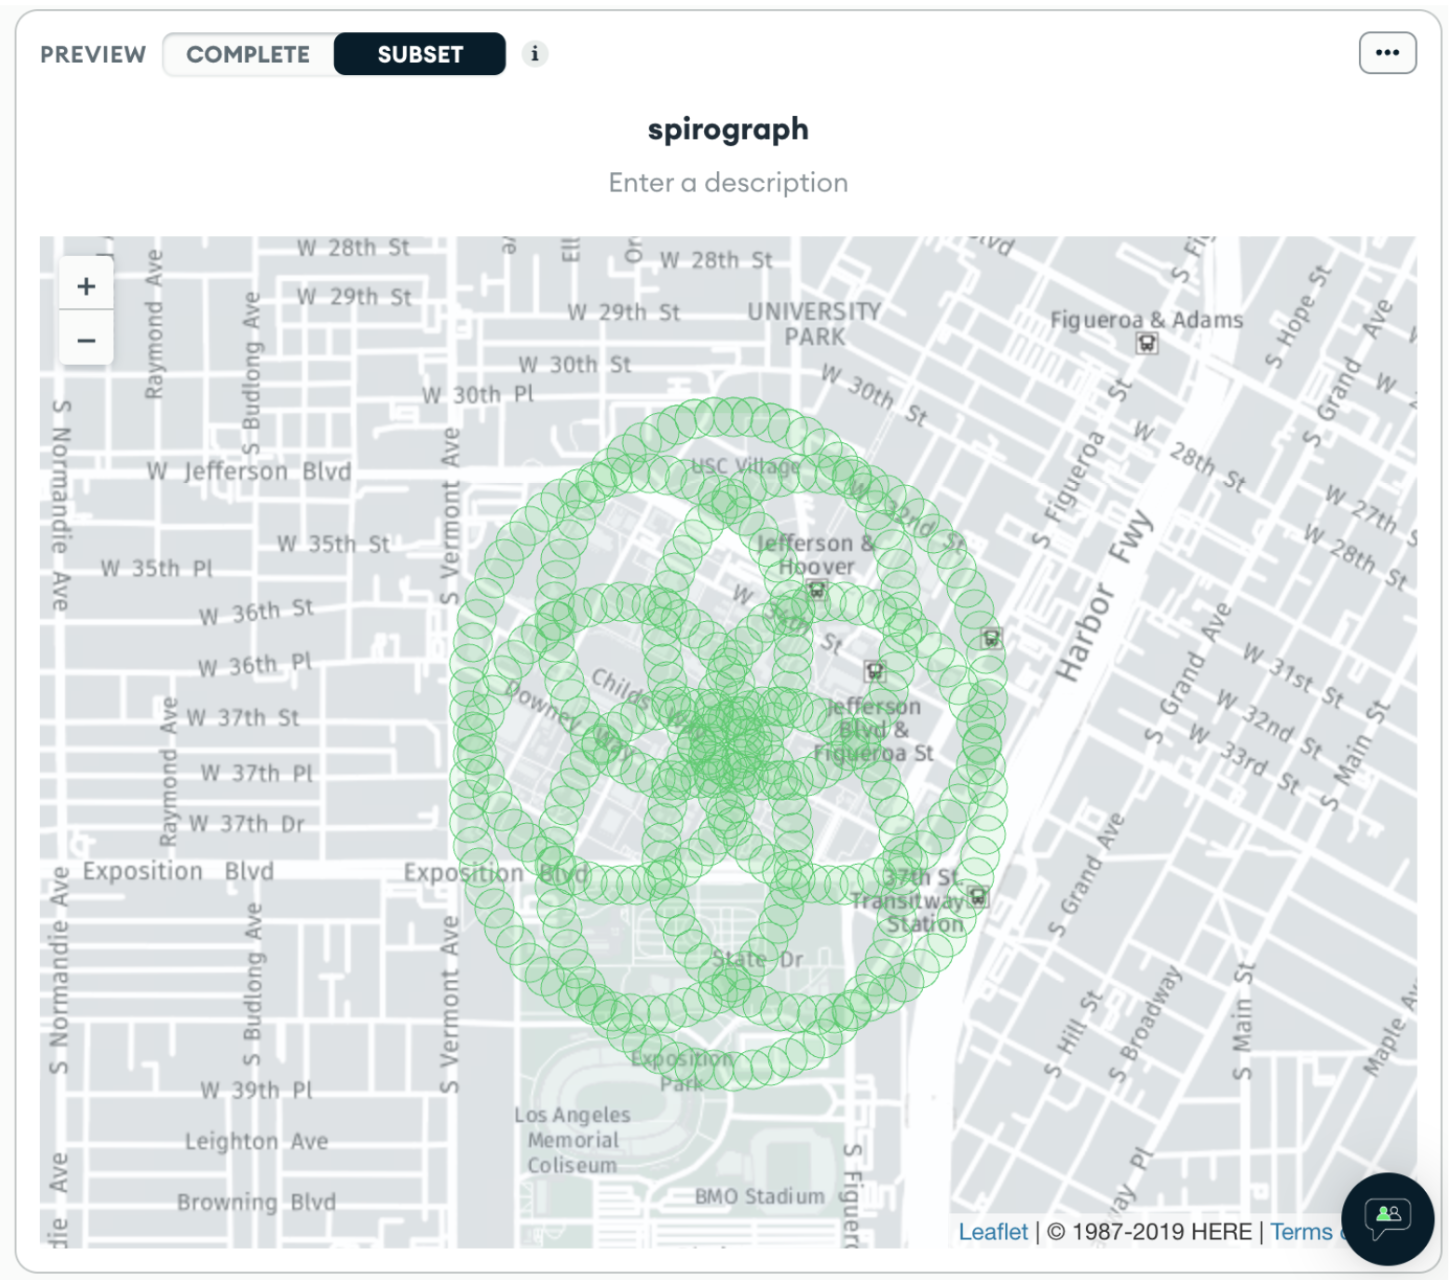 PREVIEW COMPLETE SUBSET i
spirograph
Enter a description
+
−
W 28th St
W 28th St
W 29th St
W 29th St
UNIVERSITY
PARK
Figueroa & Adams
Raymond Ave
S Budlong Ave
S Hope St
S Grand Ave
W 30th St
W 30th Pl
W 30th St
S Normandie Ave
W Jefferson Blvd
S Vermont Ave
USC Village
W 32nd St
S Figueroa St
W 28th St
Harbor Fwy
W 27th
W 28th St
W 35th St
W 35th Pl
Jefferson &
Hoover
W 34th St
W 36th St
W 36th Pl
Childs Way
Downey Way
W 37th St
Raymond Ave
W 37th Pl
W 37th Dr
Jefferson
Blvd &
Figueroa St
S Grand Ave
W 31st St
W 32nd St
W 33rd St
S Main St
Exposition Blvd
Exposition Blvd
37th St
Transitway
Station
S Grand Ave
S Normandie Ave
S Budlong Ave
S Vermont Ave
State Dr
S Hill St
S Broadway
S Main St
Maple Av
Exposition
Park
W 39th Pl
Leighton Ave
Browning Blvd
Los Angeles
Memorial
Coliseum
BMO Stadium
S Figuero
way Pl
die Ave
Leaflet | © 1987-2019 HERE | Terms